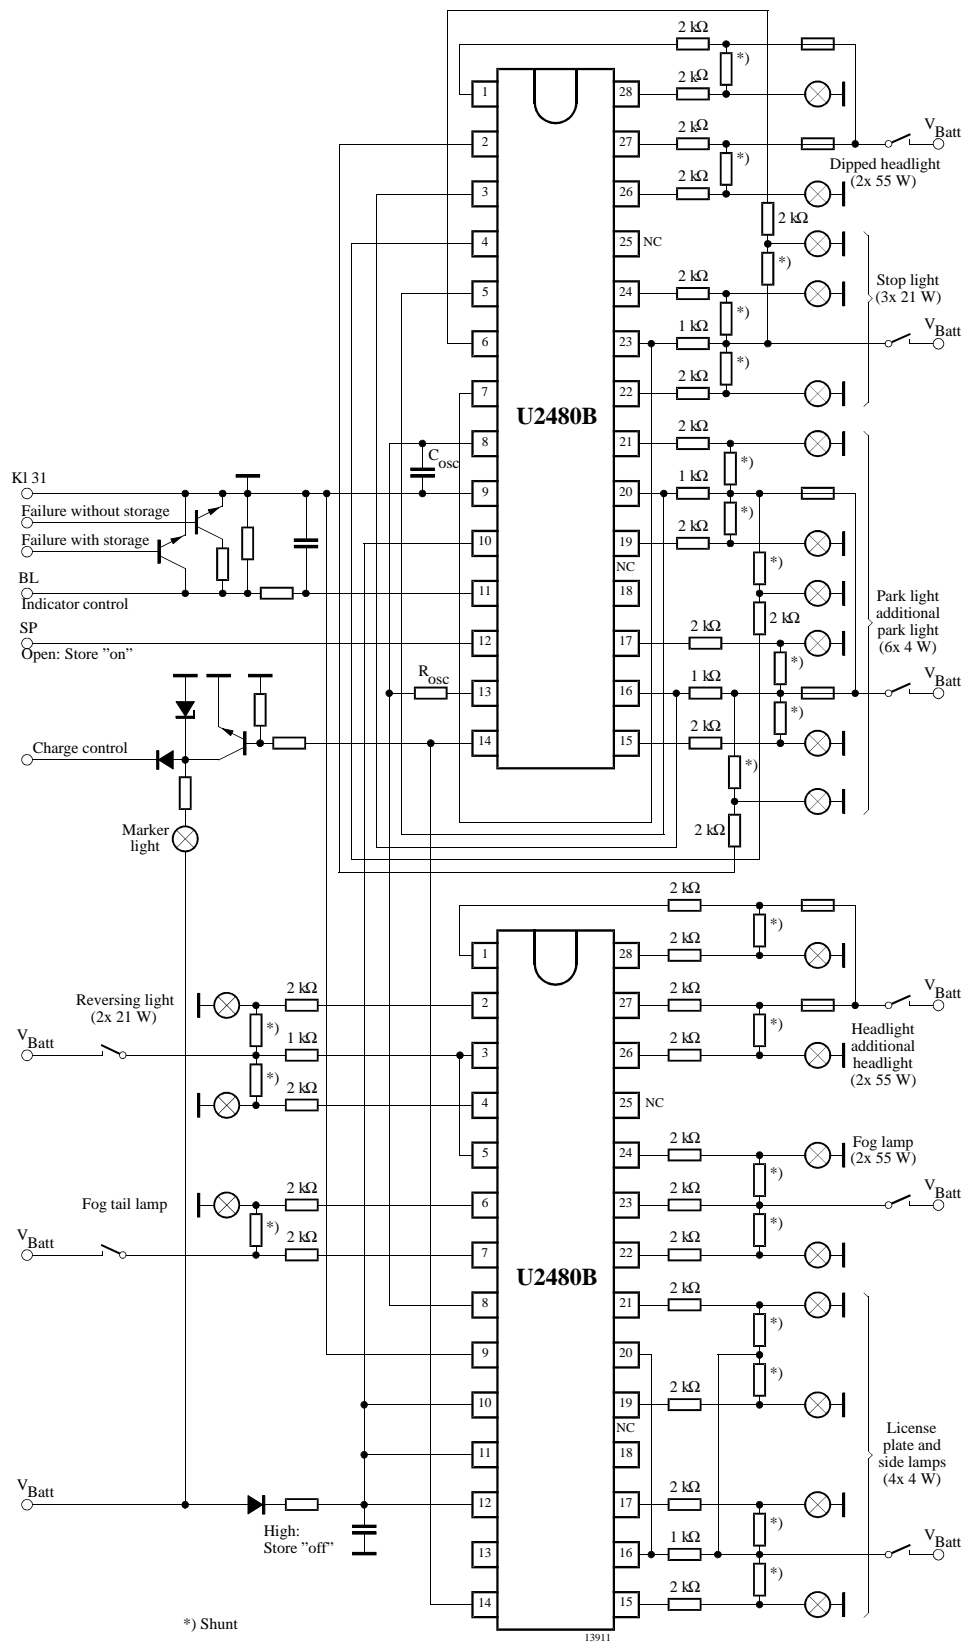 2 kΩ
*)
1
28
2 kΩ
2 kΩ
V Batt
2
27
*)
Dipped headlight
(2x 55 W)
2 kΩ
3
26
2 kΩ
4
25
NC
*)
2 kΩ
Stop light
(3x 21 W)
5
24
*)
1 kΩ
V Batt
6
23
*)
2 kΩ
7
22
U2480B
2 kΩ
8
21
C osc
*)
Kl 31
1 kΩ
9
20
Failure without storage
*)
2 kΩ
Failure with storage
10
19
NC
*)
BL
Indicator control
11
18
2 kΩ
Park light
additional
park light
(6x 4 W)
SP
Open: Store ”on”
12
17
2 kΩ
*)
R osc
1 kΩ
V Batt
13
16
*)
2 kΩ
Charge control
14
15
*)
Marker
light
2 kΩ
2 kΩ
*)
1
28
2 kΩ
Reversing light
(2x 21 W)
2 kΩ
2
27
2 kΩ
V Batt
*)
*)
V Batt
1 kΩ
3
26
2 kΩ
Headlight
additional
headlight
(2x 55 W)
*)
2 kΩ
4
25
NC
5
24
2 kΩ
Fog lamp
(2x 55 W)
*)
Fog tail lamp
2 kΩ
6
23
2 kΩ
V Batt
*)
*)
V Batt
2 kΩ
7
22
2 kΩ
U2480B
8
21
2 kΩ
*)
9
20
*)
2 kΩ
10
19
NC
11
18
License
plate and
side lamps
(4x 4 W)
V Batt
12
17
2 kΩ
High:
Store ”off”
*)
1 kΩ
V Batt
13
16
*)
2 kΩ
14
15
*) Shunt
13911